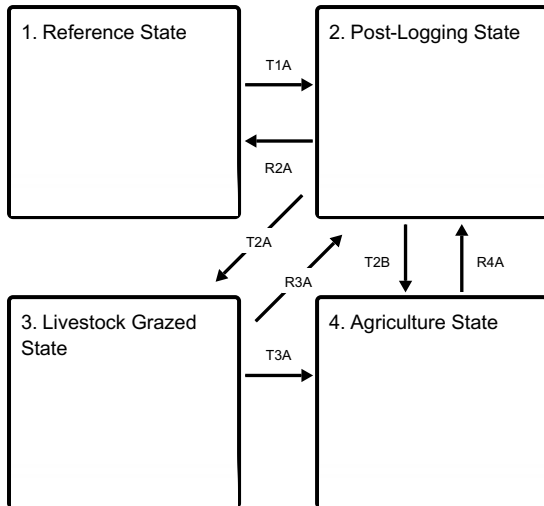 1. Reference State
2. Post-Logging State
T1A
R2A
T2A
R3A
T2B
R4A
3. Livestock Grazed
State
4. Agriculture State
T3A